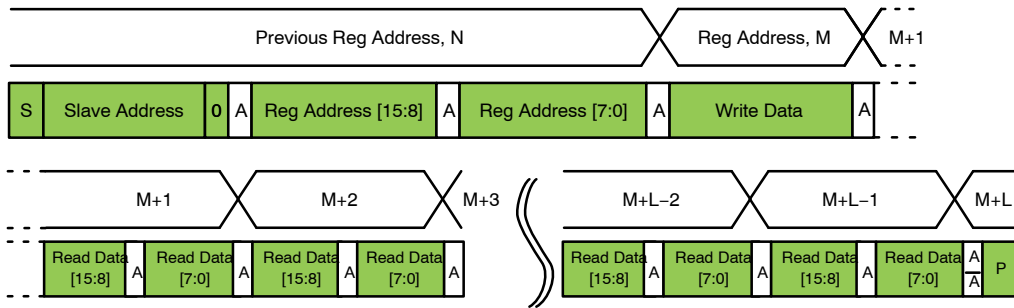 Previous Reg Address, N Reg Address, M M+1
S Slave Address 0 A Reg Address [15:8] A Reg Address [7:0] A Write Data A
M+1 M+2 M+3 M+L−2 M+L−1 M+L
Read Data Read Data Read Data Read Data Read Data Read Data Read Data Read Data A
[15:8] A [7:0] A [15:8] A [7:0] A [15:8] A [7:0] A [15:8] A [7:0] A P